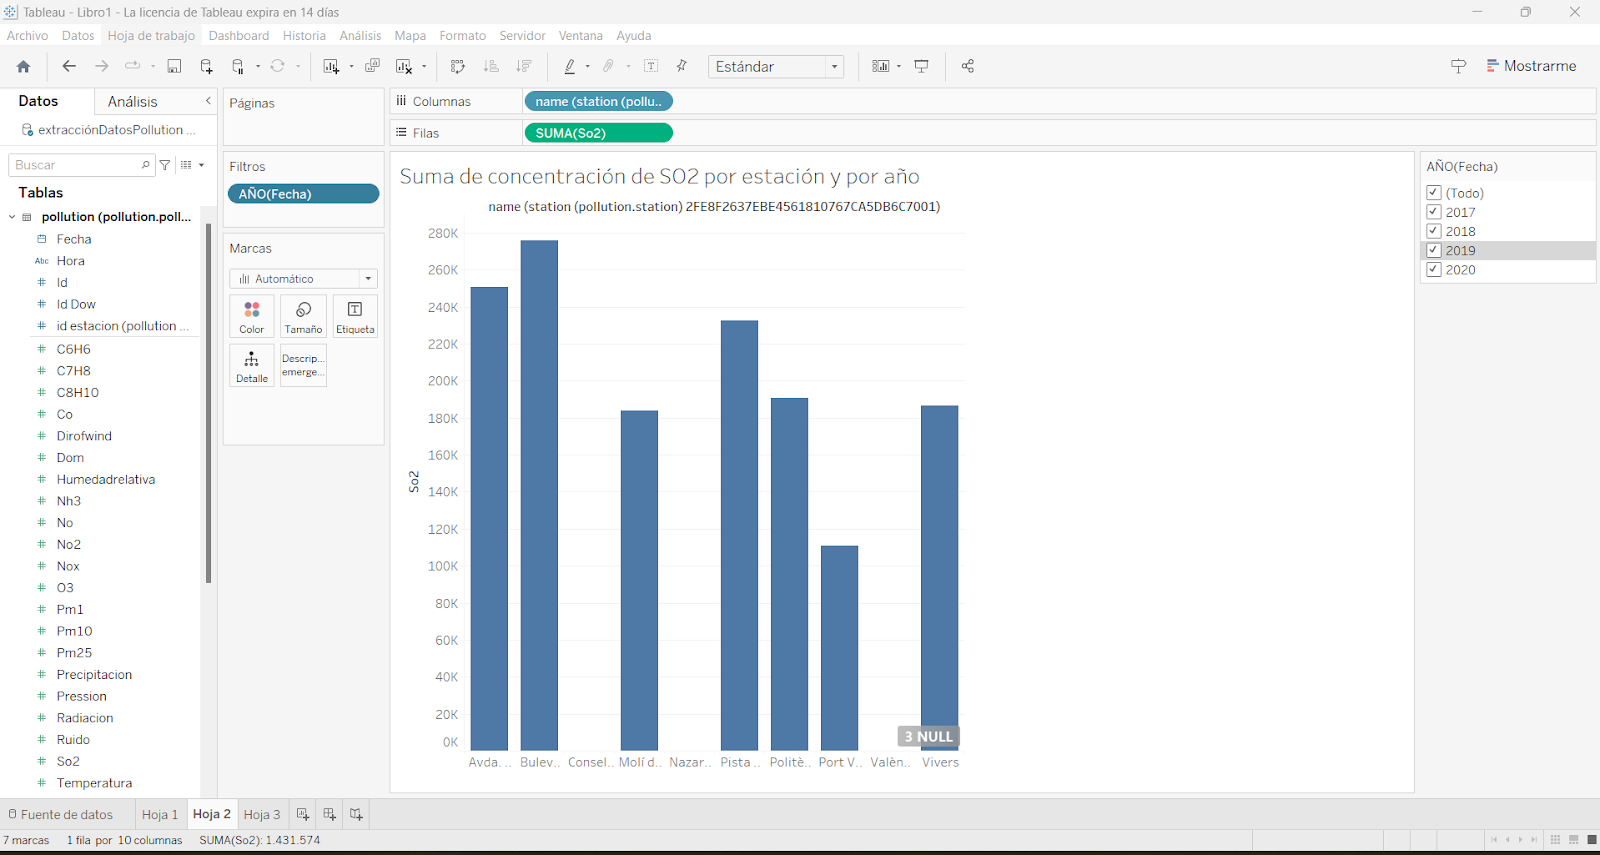 Tableau - Libro1 - La licencia de Tableau expira en 14 días
Archivo Datos Hoja de trabajo Dashboard Historia Análisis Mapa Formato Servidor Ventana Ayuda
Estándar
Mostrarme
Datos Análisis
extracciónDatosPollution ...
Buscar
Tablas
pollution (pollution.poll...
Fecha
Abc Hora
Id
Id Dow
id estacion (pollution ...
C6H6
C7H8
C8H10
Co
Dirofwind
Dom
Humedadrelativa
Nh3
No
No2
Nox
O3
Pm1
Pm10
Pm25
Precipitacion
Pression
Radiacion
Ruido
So2
Temperatura
Páginas
Filtros
AÑO(Fecha)
Marcas
Automático
Color Tamaño Etiqueta
Detalle Descrip... emerge...
Columnas name (station (pollu..
Filas SUMA(So2)
Suma de concentración de SO2 por estación y por año
name (station (pollution.station) 2FE8F2637EBE4561810767CA5DB6C7001)
280K
260K
240K
220K
200K
180K
160K
140K
120K
100K
80K
60K
40K
20K
0K
So2
3 NULL
Avda. .. Bulev.. Consel.. Molí d.. Nazar.. Pista .. Politè.. Port V.. Valèn.. Vivers
AÑO(Fecha)
(Todo)
2017
2018
2019
2020
Fuente de datos Hoja 1 Hoja 2 Hoja 3
7 marcas 1 fila por 10 columnas SUMA(So2): 1.431.574